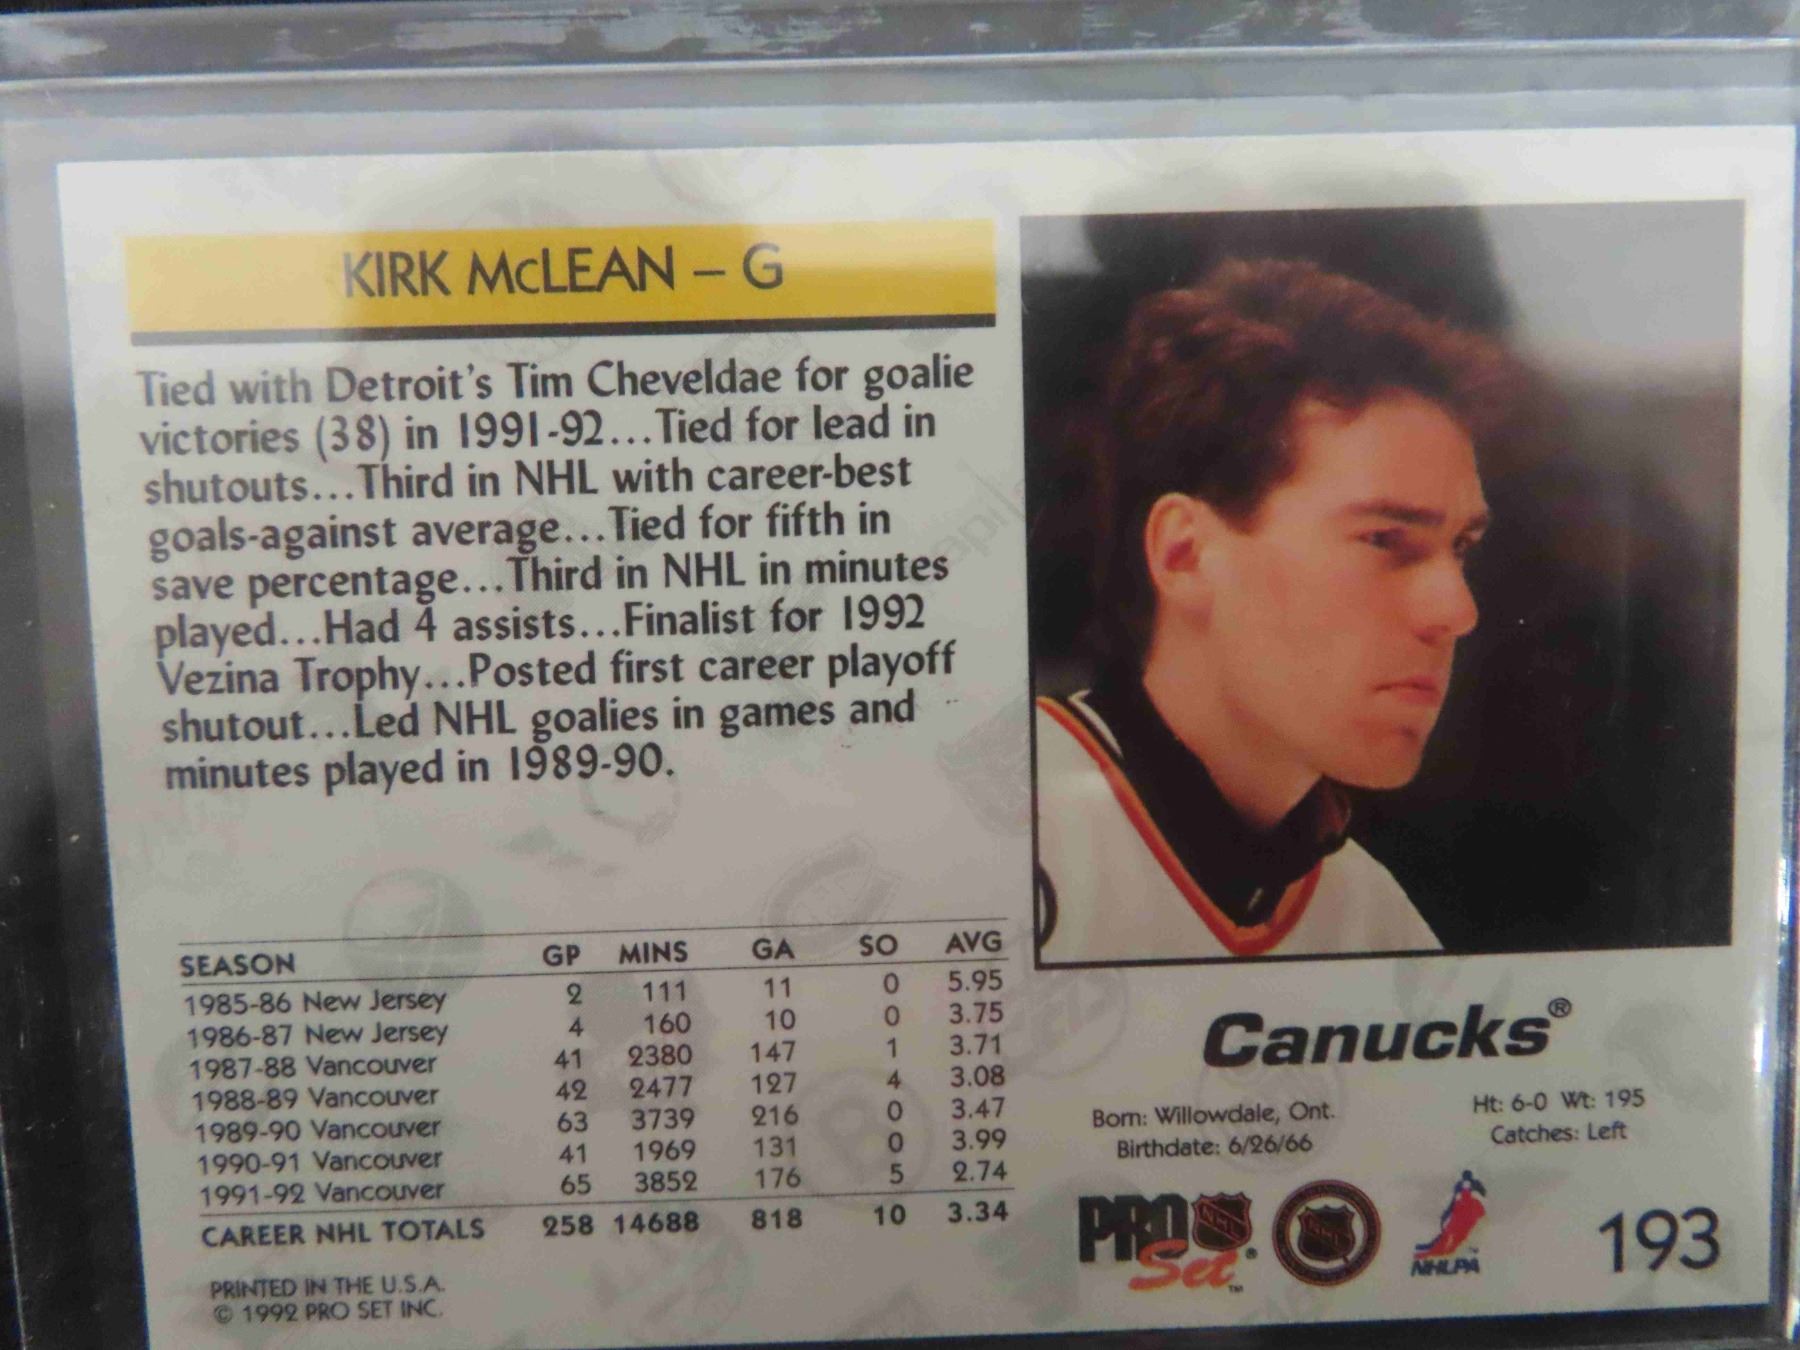 KIRK McLEAN – G
Tied with Detroit's Tim Cheveldae for goalie
victories (38) in 1991-92...Tied for lead in
shutouts...Third in NHL with career-best
goals-against average...Tied for fifth in
save percentage...Third in NHL in minutes
played...Had 4 assists...Finalist for 1992
Vezina Trophy...Posted first career playoff
shutout...Led NHL goalies in games and
minutes played in 1989-90.
SEASON GP MINS GA SO AVG
1985-86 New Jersey 2 111 11 0 5.95
1986-87 New Jersey 4 160 10 0 3.75
1987-88 Vancouver 41 2380 147 1 3.71
1988-89 Vancouver 42 2477 127 4 3.08
1989-90 Vancouver 63 3739 216 0 3.47
1990-91 Vancouver 41 1969 131 0 3.99
1991-92 Vancouver 65 3852 176 5 2.74
CAREER NHL TOTALS 258 14688 818 10 3.34
PRINTED IN THE U.S.A.
© 1992 PRO SET INC.
Canucks®
Born: Willowdale, Ont.
Birthdate: 6/26/66
Ht: 6-0 Wt: 195
Catches: Left
PRO Set™
NHL
NHL
NHLPA™
193